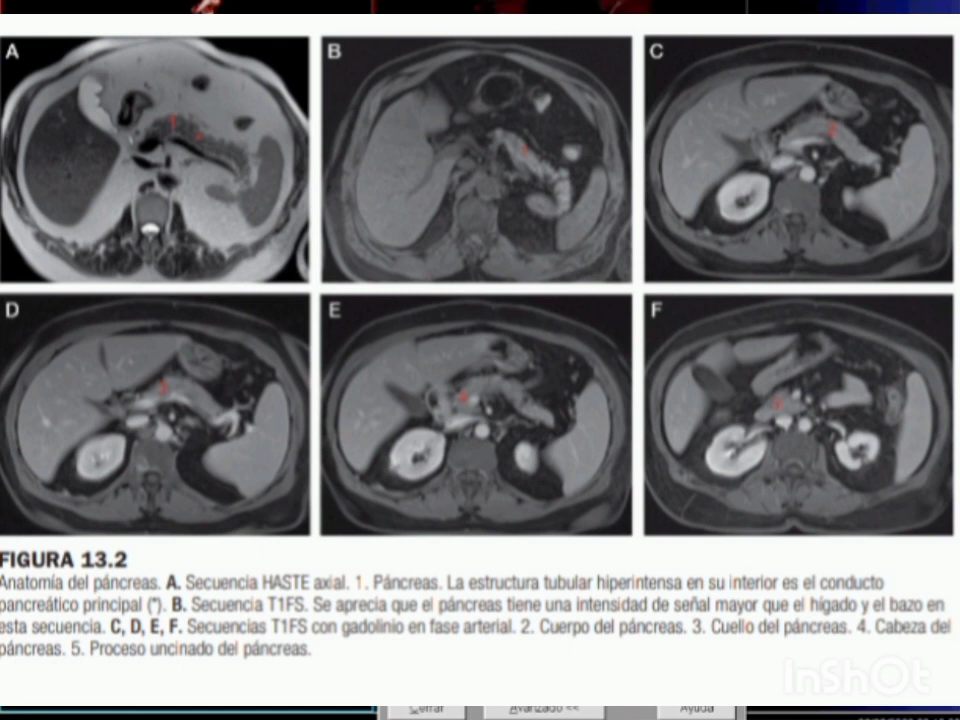 A
B
C
D
E
F
FIGURA 13.2
Anatomía del páncreas. A. Secuencia HASTE axial. 1. Páncreas. La estructura tubular hiperintensa en su interior es el conducto
pancreático principal (*). B. Secuencia T1FS. Se aprecia que el páncreas tiene una intensidad de señal mayor que el hígado y el bazo en
esta secuencia. C, D, E, F. Secuencias T1FS con gadolinio en fase arterial. 2. Cuerpo del páncreas. 3. Cuello del páncreas. 4. Cabeza del
páncreas. 5. Proceso uncinado del páncreas.
InShOt
Cerrar
Avanzado <<
Ayuda